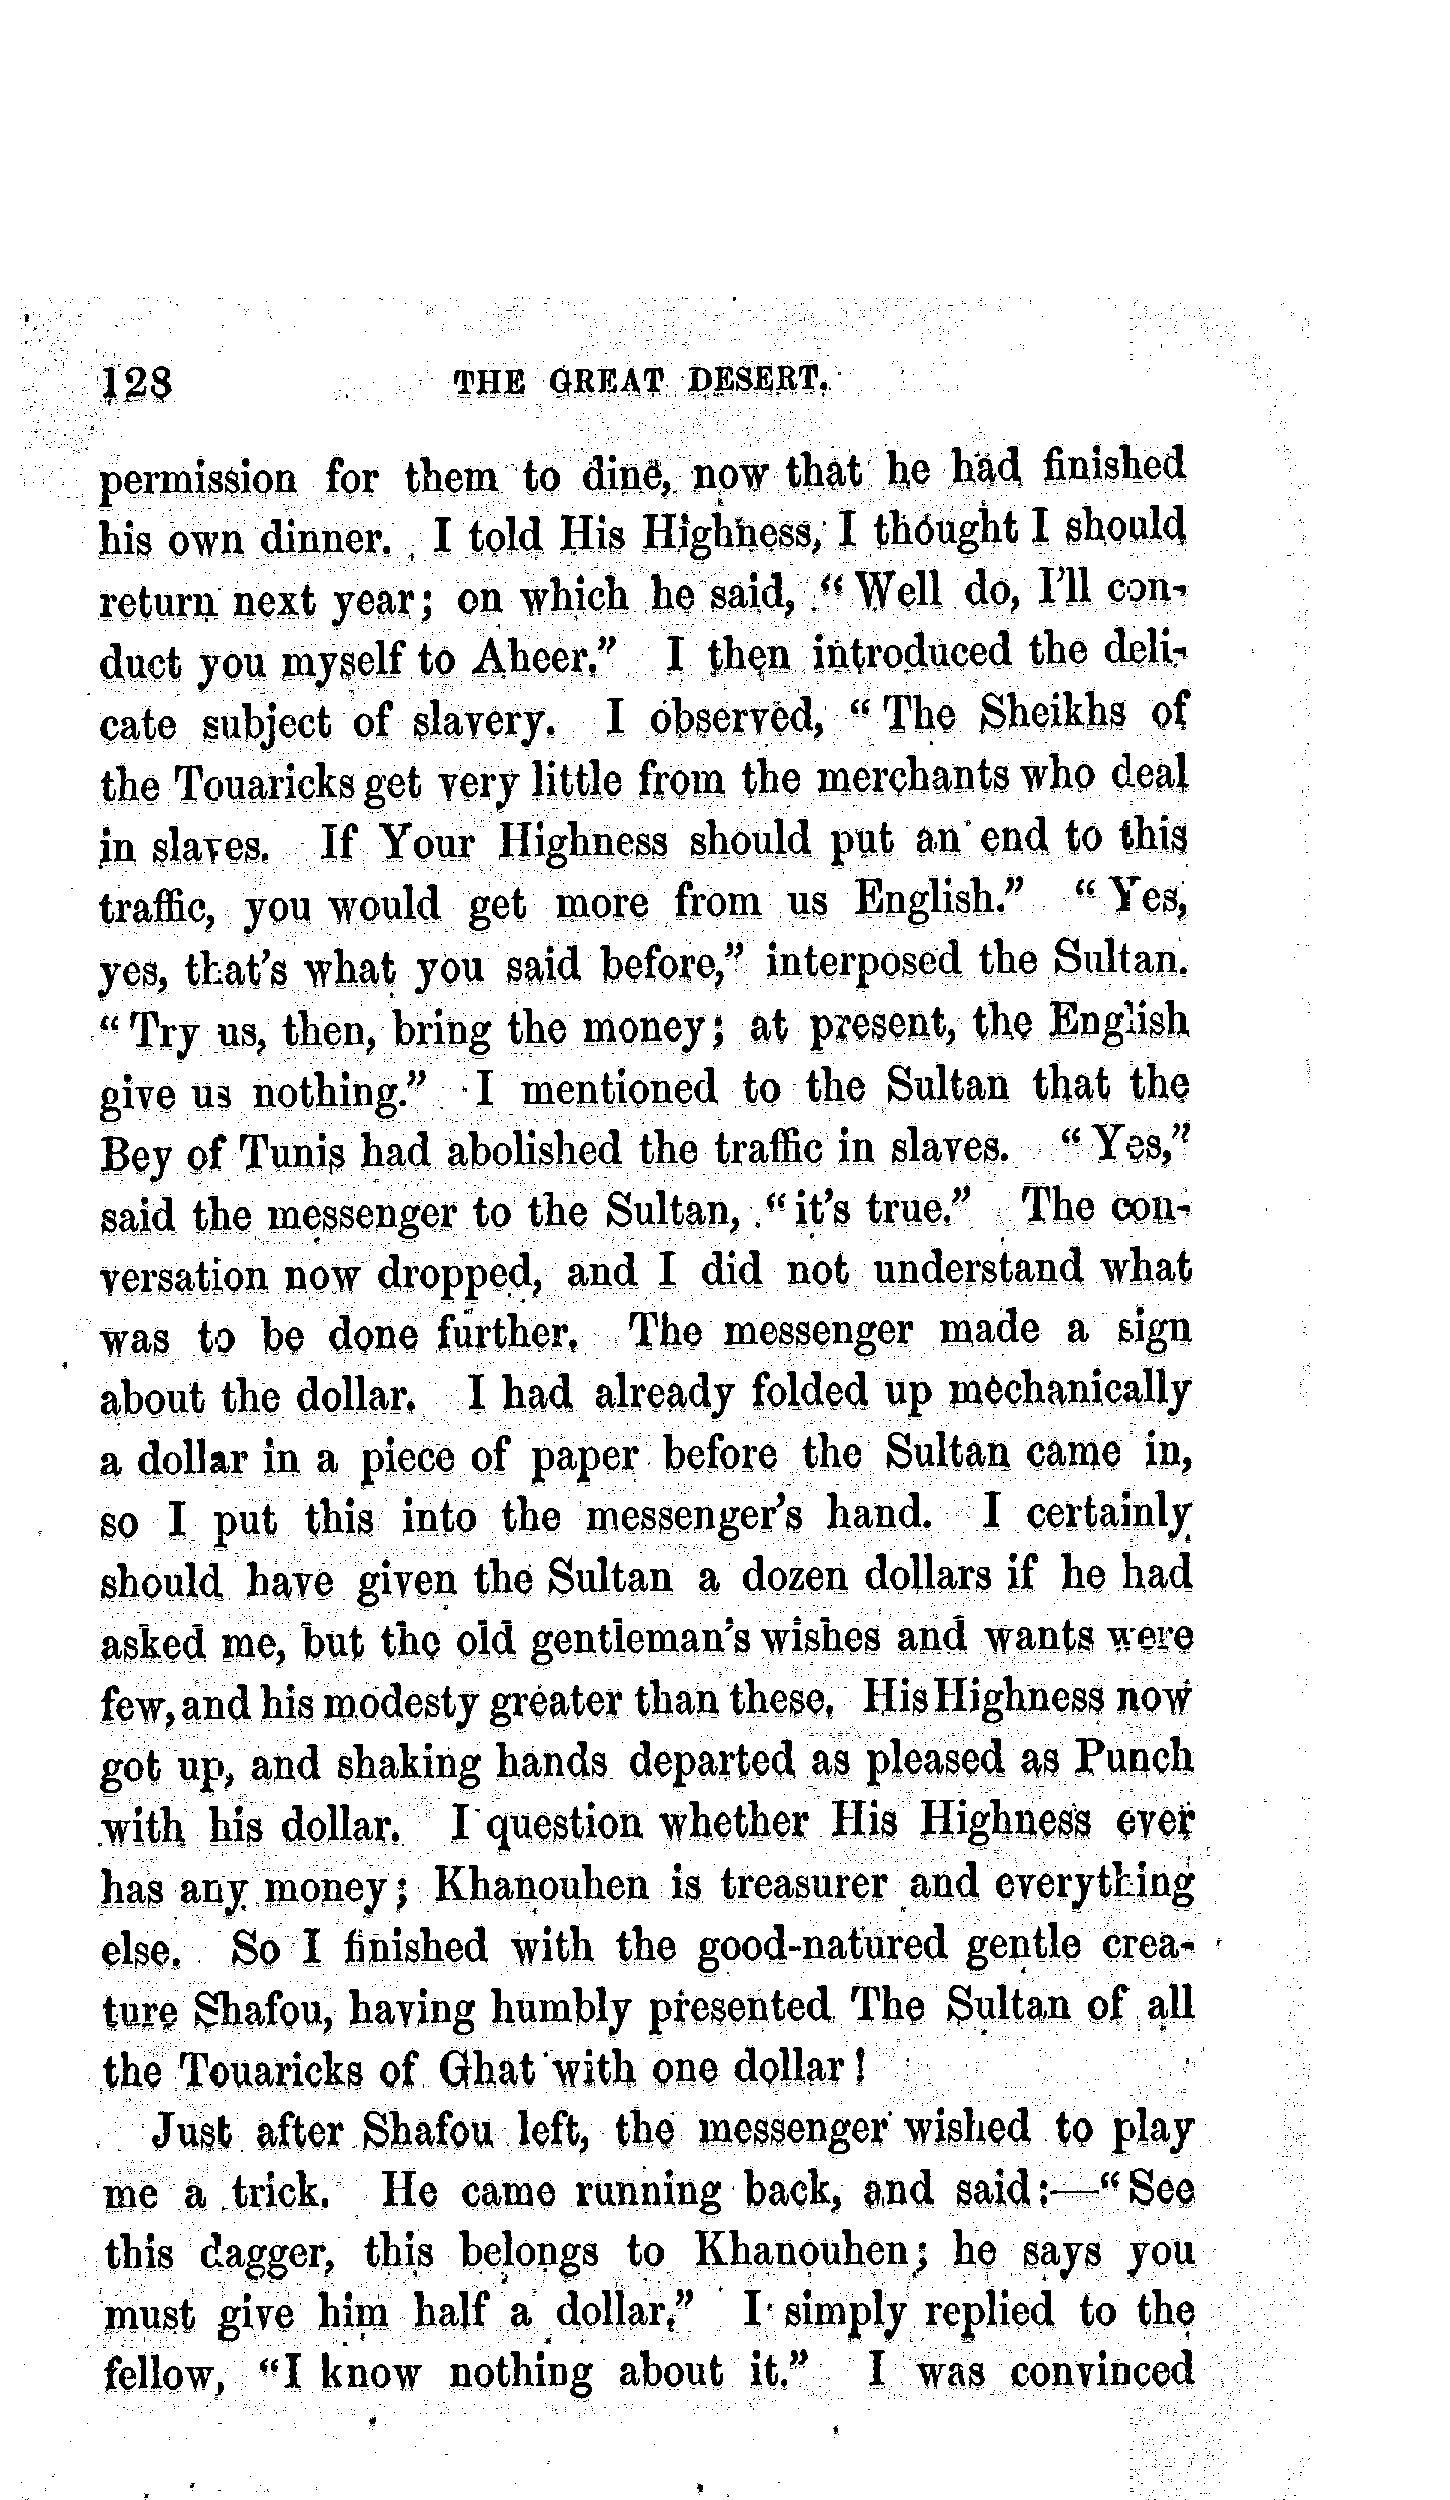 128 THE GREAT DESERT.
permission for them to dine, now that he had finished
his own dinner. I told His Highness, I thought I should
return next year; on which he said, "Well do, I'll con-
duct you myself to Aheer." I then introduced the deli-
cate subject of slavery. I observed, "The Sheikhs of
the Touaricks get very little from the merchants who deal
in slaves. If Your Highness should put an end to this
traffic, you would get more from us English." "Yes,
yes, that's what you said before," interposed the Sultan.
"Try us, then, bring the money; at present, the English
give us nothing." I mentioned to the Sultan that the
Bey of Tunis had abolished the traffic in slaves. "Yes,"
said the messenger to the Sultan, "it's true." The con-
versation now dropped, and I did not understand what
was to be done further. The messenger made a sign
about the dollar. I had already folded up mechanically
a dollar in a piece of paper before the Sultan came in,
so I put this into the messenger's hand. I certainly
should have given the Sultan a dozen dollars if he had
asked me, but the old gentleman's wishes and wants were
few, and his modesty greater than these. His Highness now
got up, and shaking hands departed as pleased as Punch
with his dollar. I question whether His Highness ever
has any money; Khanouhen is treasurer and everything
else. So I finished with the good-natured gentle crea-
ture Shafou, having humbly presented The Sultan of all
the Touaricks of Ghat with one dollar!
Just after Shafou left, the messenger wished to play
me a trick. He came running back, and said:—"See
this dagger, this belongs to Khanouhen; he says you
must give him half a dollar." I simply replied to the
fellow, "I know nothing about it." I was convinced